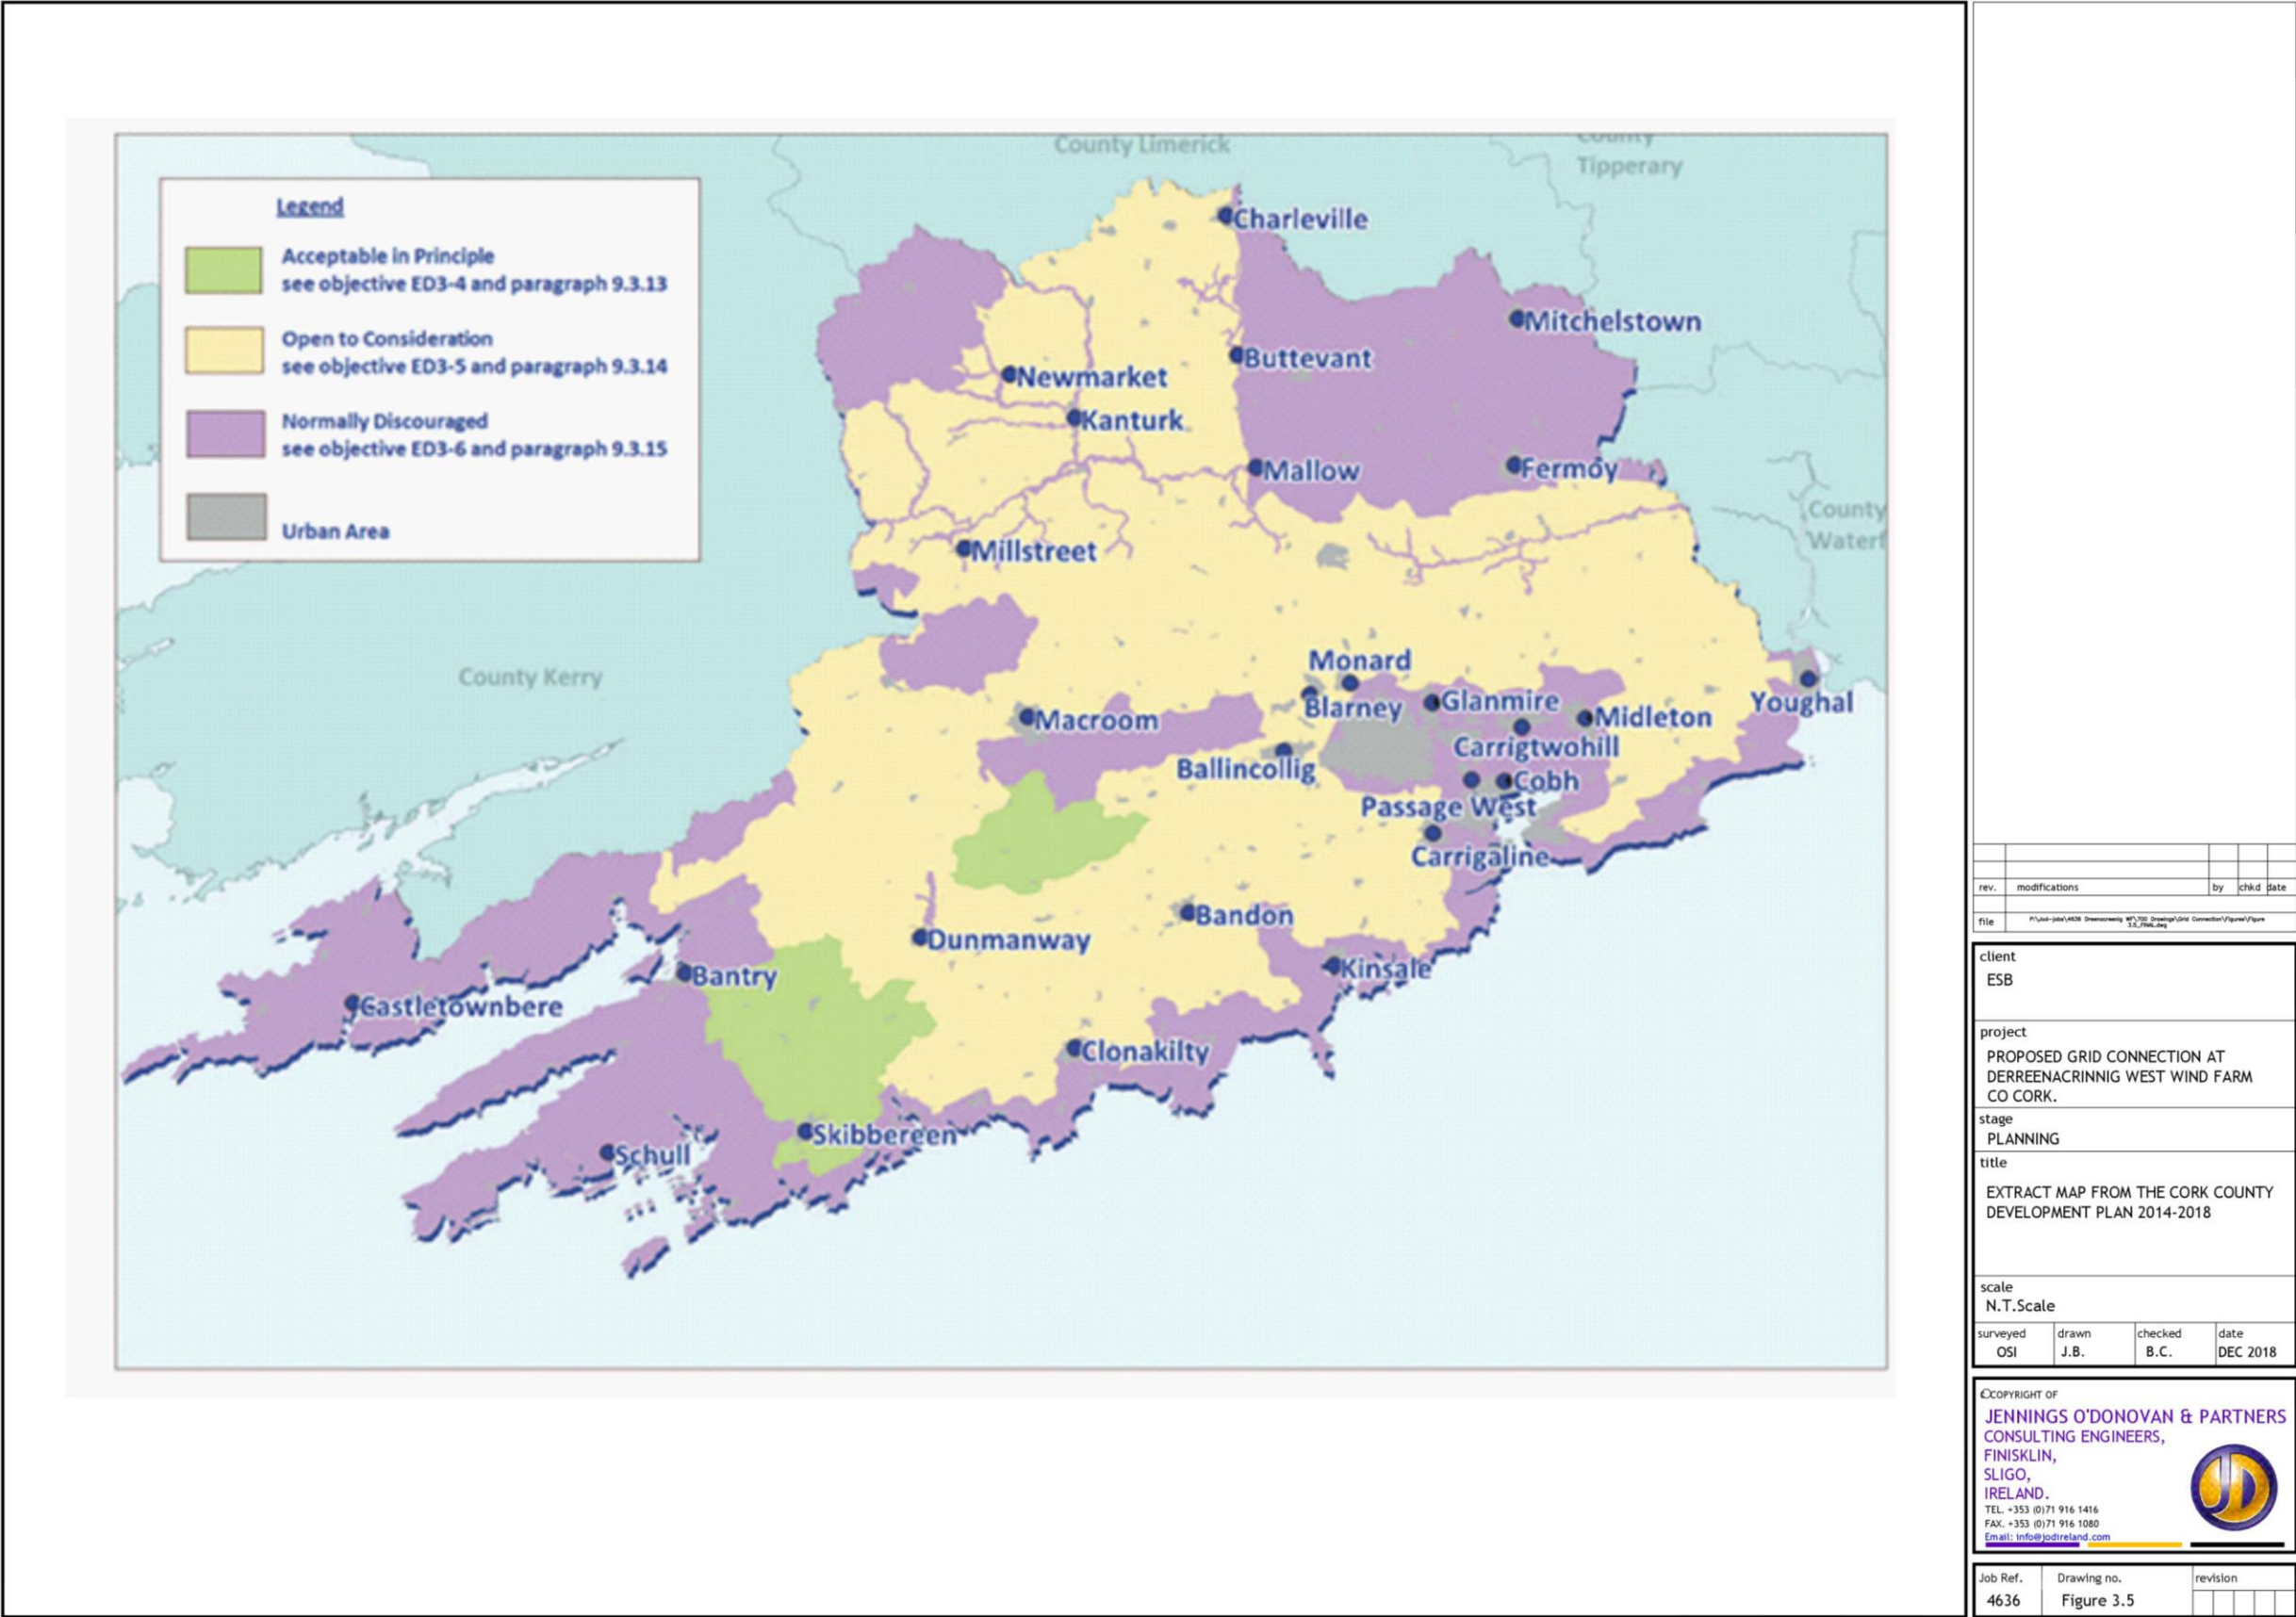 County Limerick
County
Tipperary
Legend
Acceptable in Principle
see objective ED3-4 and paragraph 9.3.13
Open to Consideration
see objective ED3-5 and paragraph 9.3.14
Normally Discouraged
see objective ED3-6 and paragraph 9.3.15
Urban Area
Charleville
Mitchelstown
Buttevant
Newmarket
Kanturk
Mallow
Fermoy
County
Waterf
Millstreet
County Kerry
Monard
Blarney
Glanmire
Midleton
Youghal
Macroom
Carrigtwohill
Ballincollig
Cobh
Passage West
Carrigaline
Bandon
Dunmanway
Kinsale
Bantry
Castletownbere
Clonakilty
Skibbereen
Schull
rev. modifications by chkd date
file
3.5_FINAL.dwg
client
ESB
project
PROPOSED GRID CONNECTION AT
DERREENACRINNIG WEST WIND FARM
CO CORK.
stage
PLANNING
title
EXTRACT MAP FROM THE CORK COUNTY
DEVELOPMENT PLAN 2014-2018
scale
N.T.Scale
surveyed drawn checked date
OSI J.B. B.C. DEC 2018
©COPYRIGHT OF
JENNINGS O'DONOVAN & PARTNERS
CONSULTING ENGINEERS,
FINISKLIN,
SLIGO,
IRELAND.
TEL. +353 (0)71 916 1416
FAX. +353 (0)71 916 1080
Email: info@jodireland.com
JD
Job Ref. Drawing no. revision
4636 Figure 3.5